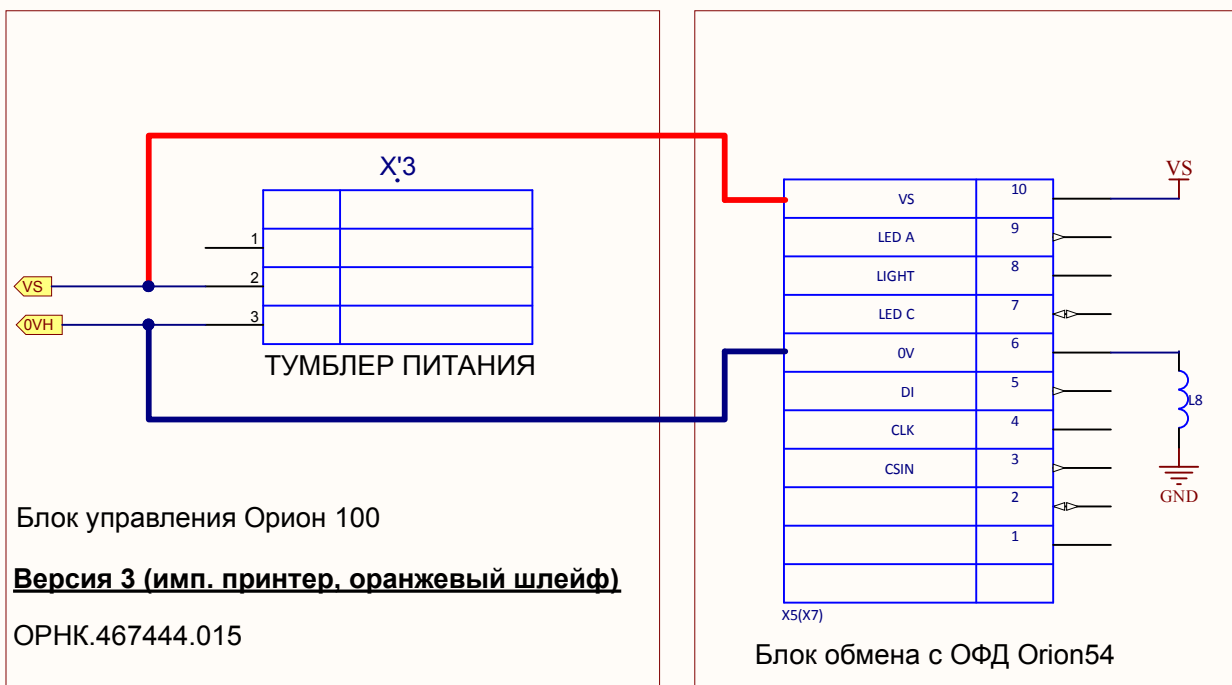 X'3
1
VS
2
0VH
3
ТУМБЛЕР ПИТАНИЯ
Блок управления Орион 100
Версия 3 (имп. принтер, оранжевый шлейф)
ОРНК.467444.015
VS
VS 10
LED A 9
LIGHT 8
LED C 7
0V 6
DI 5
CLK 4
CSIN 3
2
1
L8
GND
X5(X7)
Блок обмена с ОФД Orion54